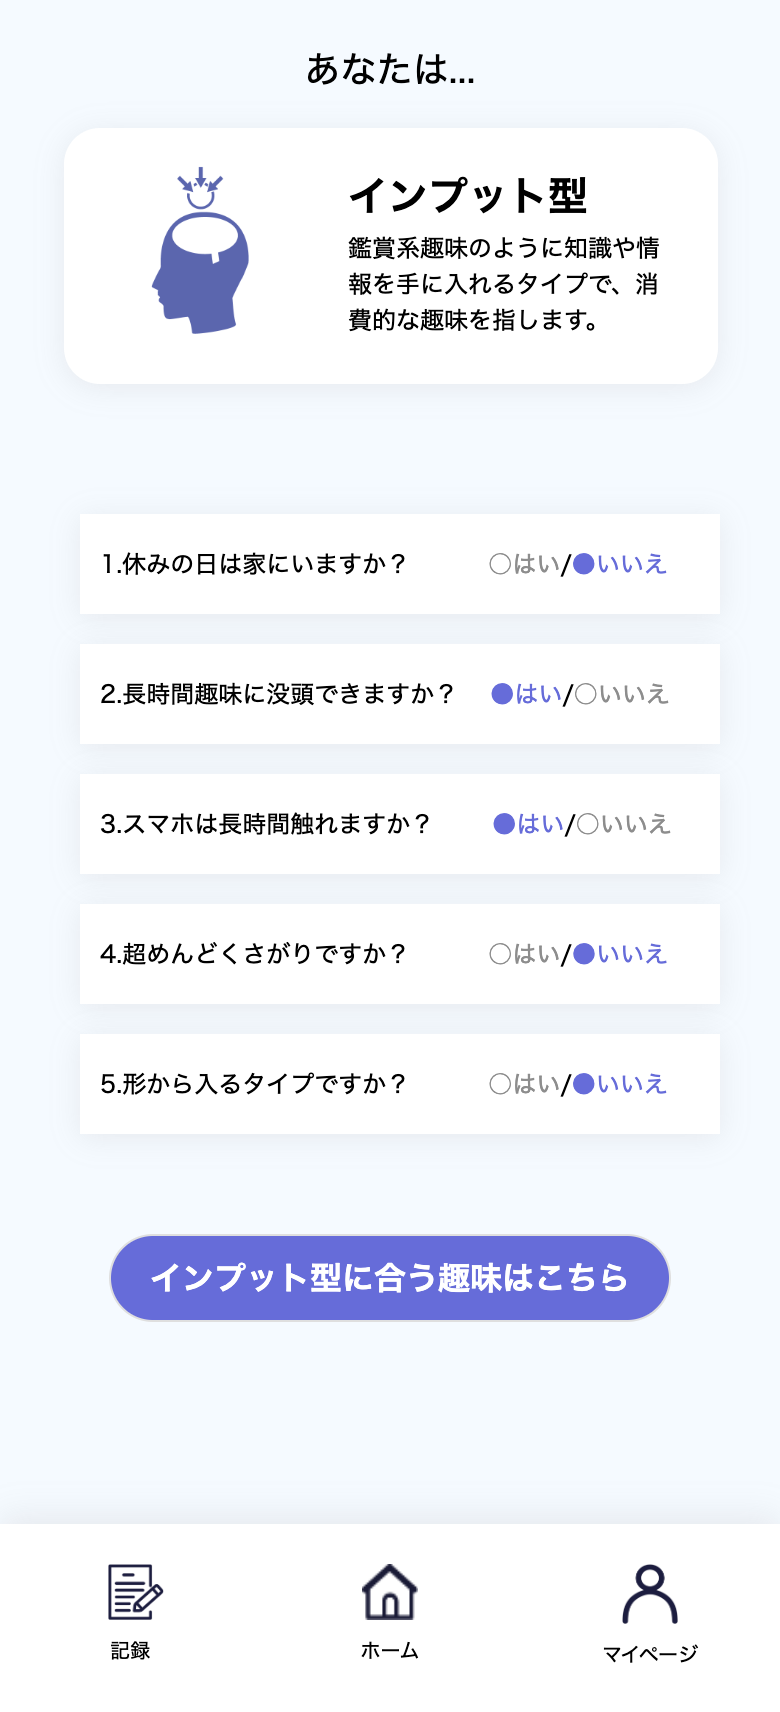 あなたは...
インプット型
鑑賞系趣味のように知識や情
報を手に入れるタイプで、消
費的な趣味を指します。
1.休みの日は家にいますか？ ○はい/●いいえ
2.長時間趣味に没頭できますか？ ●はい/○いいえ
3.スマホは長時間触れますか？ ●はい/○いいえ
4.超めんどくさがりですか？ ○はい/●いいえ
5.形から入るタイプですか？ ○はい/●いいえ
インプット型に合う趣味はこちら
記録 ホーム マイページ